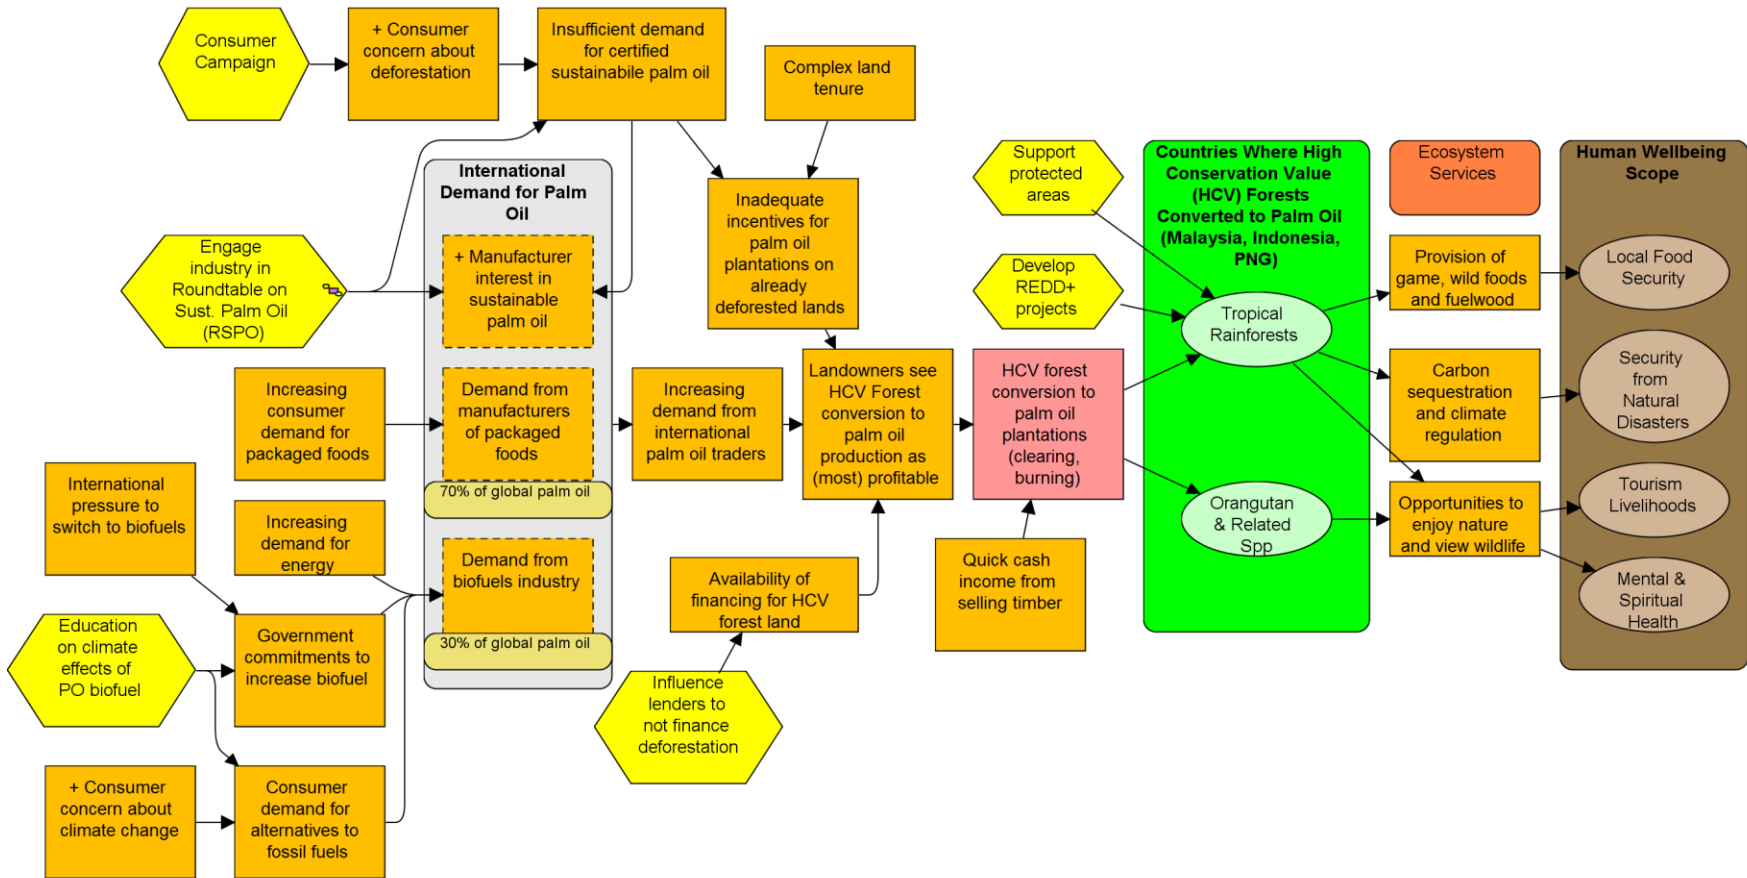 Consumer
Campaign
+ Consumer
concern about
deforestation
Insufficient demand
for certified
sustainabile palm oil
Complex land
tenure
International
Demand for Palm
Oil
+ Manufacturer
interest in
sustainable
palm oil
Demand from
manufacturers
of packaged
foods
70% of global palm oil
Demand from
biofuels industry
30% of global palm oil
Engage
industry in
Roundtable on
Sust. Palm Oil
(RSPO)
Increasing
consumer
demand for
packaged foods
International
pressure to
switch to biofuels
Increasing
demand for
energy
Education
on climate
effects of
PO biofuel
Government
commitments to
increase biofuel
+ Consumer
concern about
climate change
Consumer
demand for
alternatives to
fossil fuels
Inadequate
incentives for
palm oil
plantations on
already
deforested lands
Increasing
demand from
international
palm oil traders
Landowners see
HCV Forest
conversion to
palm oil
production as
(most) profitable
Availability of
financing for HCV
forest land
Influence
lenders to
not finance
deforestation
Support
protected
areas
Develop
REDD+
projects
HCV forest
conversion to
palm oil
plantations
(clearing,
burning)
Quick cash
income from
selling timber
Countries Where High
Conservation Value
(HCV) Forests
Converted to Palm Oil
(Malaysia, Indonesia,
PNG)
Tropical
Rainforests
Orangutan
& Related
Spp
Ecosystem
Services
Provision of
game, wild foods
and fuelwood
Carbon
sequestration
and climate
regulation
Opportunities to
enjoy nature
and view wildlife
Human Wellbeing
Scope
Local Food
Security
Security
from
Natural
Disasters
Tourism
Livelihoods
Mental &
Spiritual
Health